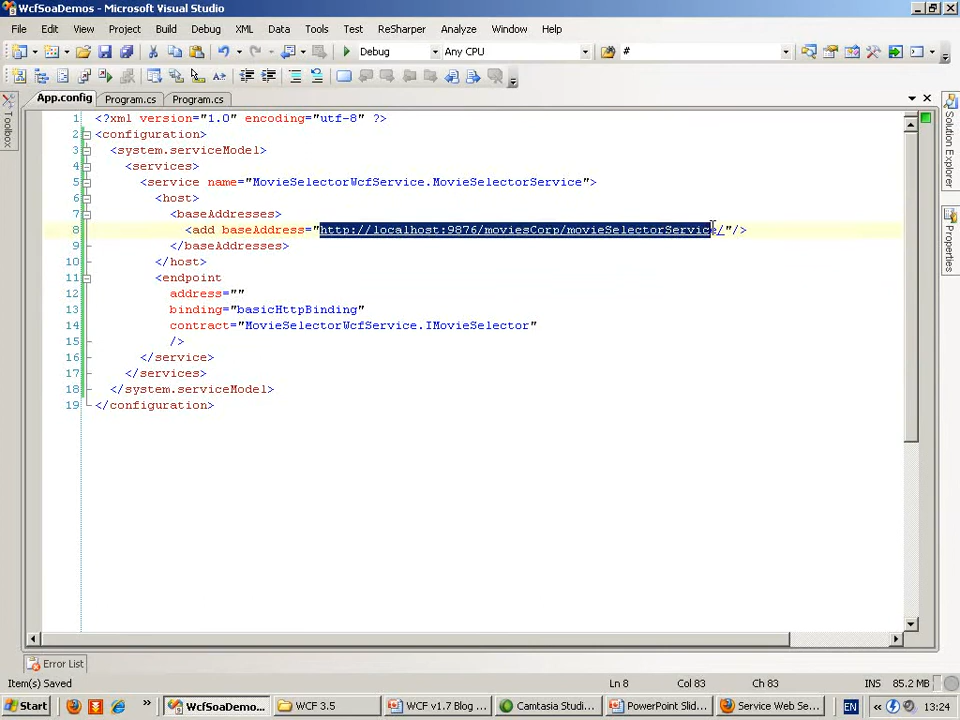 WcfSoaDemos - Microsoft Visual Studio
File Edit View Project Build Debug XML Data Tools Test ReSharper Analyze Window Help
Debug Any CPU #
App.config Program.cs Program.cs
Toolbox
Solution Explorer
Properties
1 <?xml version="1.0" encoding="utf-8" ?>
2 <configuration>
3 <system.serviceModel>
4 <services>
5 <service name="MovieSelectorWcfService.MovieSelectorService">
6 <host>
7 <baseAddresses>
8 <add baseAddress="http://localhost:9876/moviesCorp/movieSelectorService/"/>
9 </baseAddresses>
10 </host>
11 <endpoint
12 address=""
13 binding="basicHttpBinding"
14 contract="MovieSelectorWcfService.IMovieSelector"
15 />
16 </service>
17 </services>
18 </system.serviceModel>
19 </configuration>
Error List
Item(s) Saved Ln 8 Col 83 Ch 83 INS 85.2 MB
Start WcfSoaDemo... WCF 3.5 WCF v1.7 Blog ... Camtasia Studi... PowerPoint Slid... Service Web Se... EN 13:24